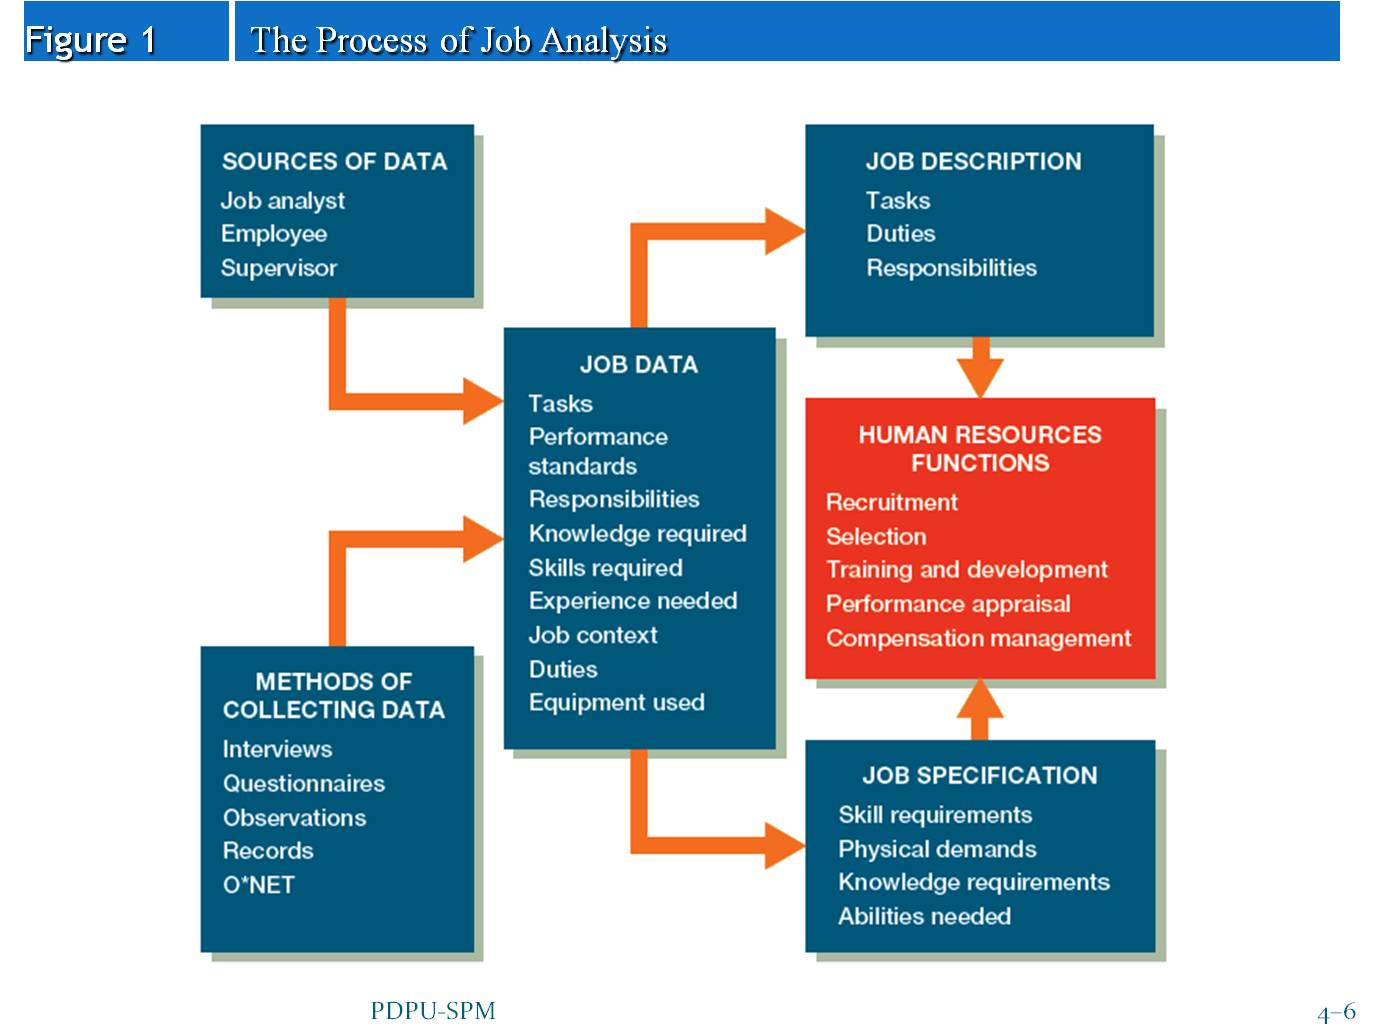 Figure 1
The Process of Job Analysis
SOURCES OF DATA
Job analyst
Employee
Supervisor
METHODS OF
COLLECTING DATA
Interviews
Questionnaires
Observations
Records
O*NET
JOB DATA
Tasks
Performance
standards
Responsibilities
Knowledge required
Skills required
Experience needed
Job context
Duties
Equipment used
JOB DESCRIPTION
Tasks
Duties
Responsibilities
HUMAN RESOURCES
FUNCTIONS
Recruitment
Selection
Training and development
Performance appraisal
Compensation management
JOB SPECIFICATION
Skill requirements
Physical demands
Knowledge requirements
Abilities needed
PDPU-SPM
4–6